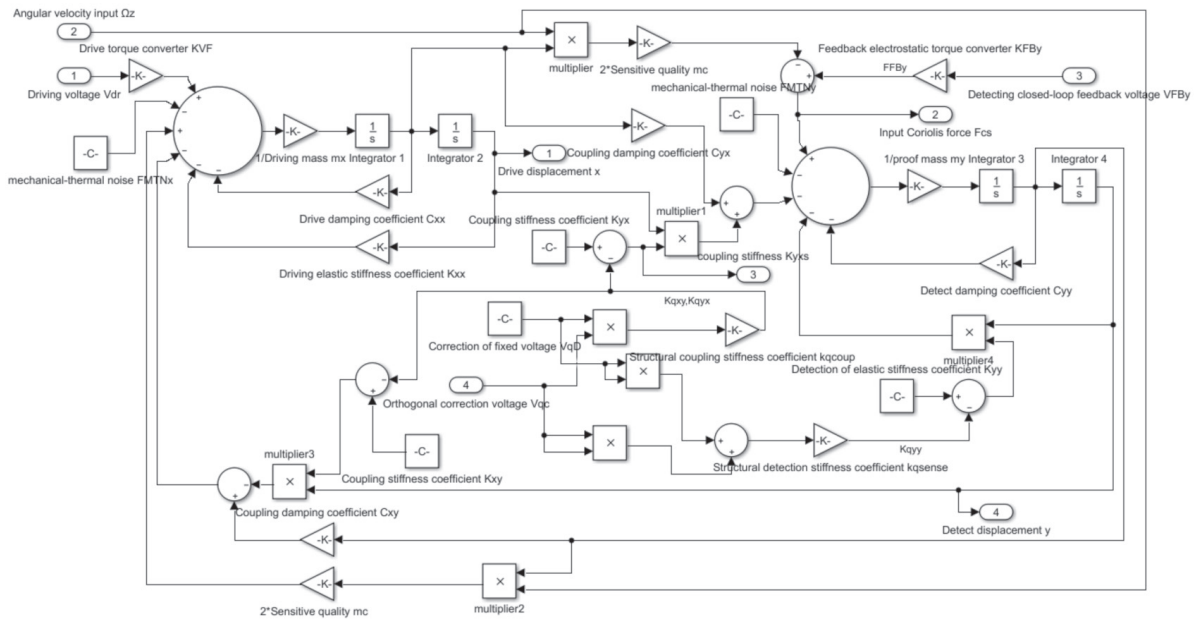 Angular velocity input Ωz
2
Drive torque converter KVF
1
-K-
Driving voltage Vdr
-C-
mechanical-thermal noise FMTNx
+
−
+
−
−
−
-K-
1/Driving mass mx
1
s
Integrator 1
1
s
Integrator 2
1
Drive displacement x
-K-
Drive damping coefficient Cxx
-K-
Driving elastic stiffness coefficient Kxx
×
multiplier
-K-
2*Sensitive quality mc
-K-
Coupling damping coefficient Cyx
mechanical-thermal noise FMTNy
-C-
−
+
Feedback electrostatic torque converter KFBy
FFBy
-K-
3
Detecting closed-loop feedback voltage VFBy
2
Input Coriolis force Fcs
+
−
−
−
−
-K-
1/proof mass my
1
s
Integrator 3
1
s
Integrator 4
-K-
Detect damping coefficient Cyy
Coupling stiffness coefficient Kyx
-C-
+
−
multiplier1
×
+
+
coupling stiffness Kyxs
3
Kqxy,Kqyx
-C-
Correction of fixed voltage VqD
×
-K-
Structural coupling stiffness coefficient kqcoup
×
4
Orthogonal correction voltage Vqc
×
+
+
-K-
Kqyy
Structural detection stiffness coefficient kqsense
×
multiplier4
Detection of elastic stiffness coefficient Kyy
-C-
+
−
−
+
-C-
Coupling stiffness coefficient Kxy
multiplier3
×
−
+
Coupling damping coefficient Cxy
-K-
4
Detect displacement y
-K-
2*Sensitive quality mc
×
multiplier2